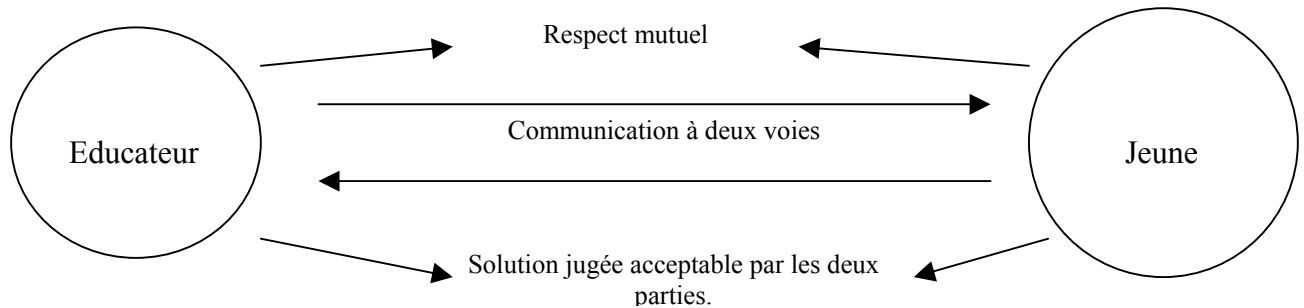 Respect mutuel
Communication à deux voies
Educateur
Jeune
Solution jugée acceptable par les deux
parties.